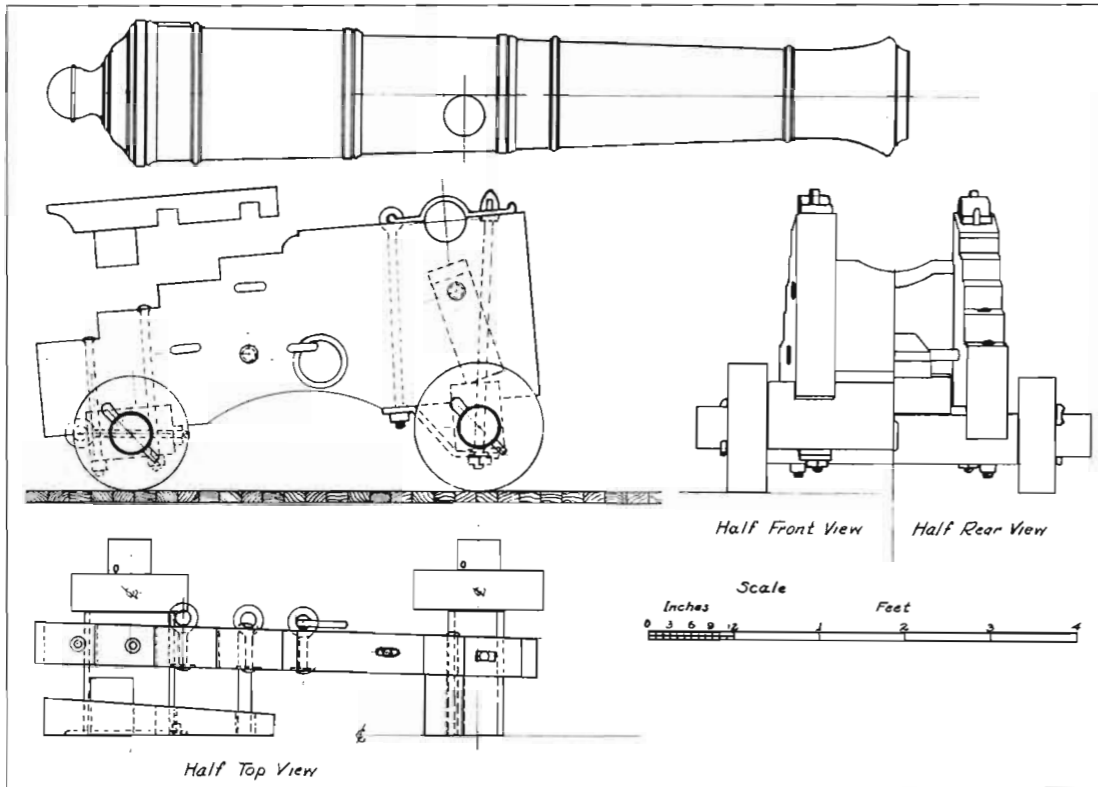 Half Front View
Half Rear View
Scale
Inches
Feet
0 3 6 9 12 1 2 3 4
℄
Half Top View